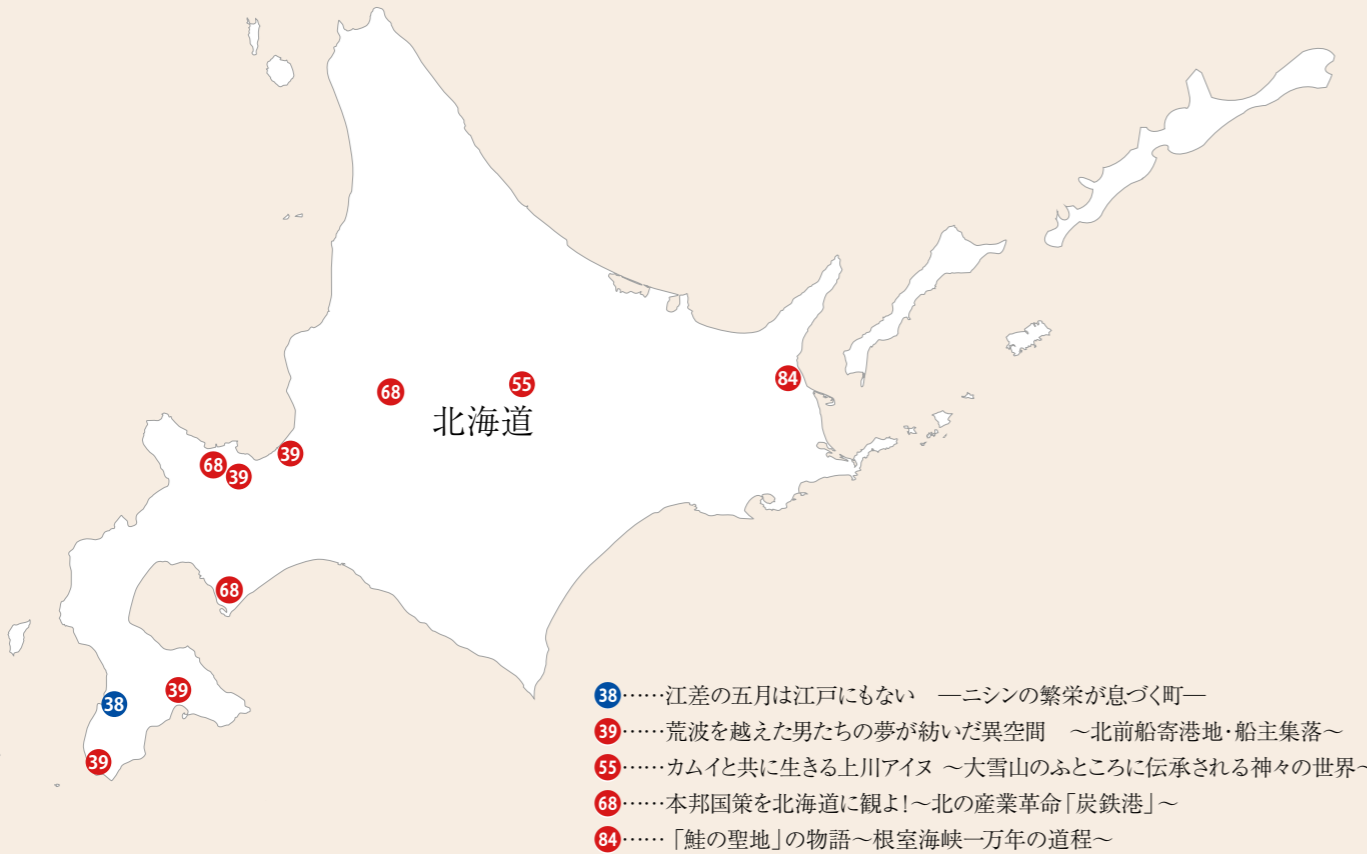 84
55
68
北海道
39
68
39
68
39
38
39
38……江差の五月は江戸にもない ―ニシンの繁栄が息づく町―
39……荒波を越えた男たちの夢が紡いだ異空間 ～北前船寄港地・船主集落～
55……カムイと共に生きる上川アイヌ ～大雪山のふところに伝承される神々の世界～
68……本邦国策を北海道に観よ!～北の産業革命「炭鉄港」～
84……「鮭の聖地」の物語～根室海峡一万年の道程～